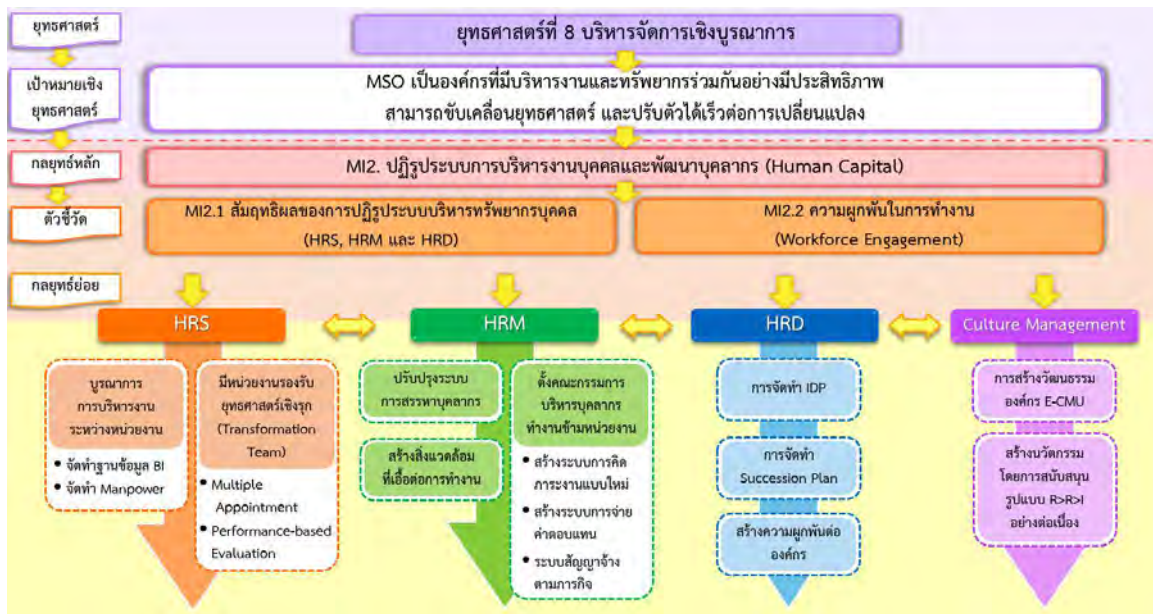 ยุทธศาสตร์
ยุทธศาสตร์ที่ 8 บริหารจัดการเชิงบูรณาการ
เป้าหมายเชิง
ยุทธศาสตร์
MSO เป็นองค์กรที่มีบริหารงานและทรัพยากรร่วมกันอย่างมีประสิทธิภาพ
สามารถขับเคลื่อนยุทธศาสตร์ และปรับตัวได้เร็วต่อการเปลี่ยนแปลง
กลยุทธ์หลัก
MI2. ปฏิรูประบบการบริหารงานบุคคลและพัฒนาบุคลากร (Human Capital)
ตัวชี้วัด
MI2.1 สัมฤทธิผลของการปฏิรูประบบบริหารทรัพยากรบุคคล
(HRS, HRM และ HRD)
MI2.2 ความผูกพันในการทำงาน
(Workforce Engagement)
กลยุทธ์ย่อย
HRS
HRM
HRD
Culture Management
บูรณาการ
การบริหารงาน
ระหว่างหน่วยงาน
• จัดทำฐานข้อมูล BI
• จัดทำ Manpower
มีหน่วยงานรองรับ
ยุทธศาสตร์เชิงรุก
(Transformation
Team)
• Multiple
Appointment
• Performance-based
Evaluation
ปรับปรุงระบบ
การสรรหาบุคลากร
สร้างสิ่งแวดล้อม
ที่เอื้อต่อการทำงาน
ตั้งคณะกรรมการ
บริหารบุคลากร
ทำงานข้ามหน่วยงาน
• สร้างระบบการคิด
ภาระงานแบบใหม่
• สร้างระบบการจ่าย
ค่าตอบแทน
• ระบบสัญญาจ้าง
ตามภารกิจ
การจัดทำ IDP
การจัดทำ
Succession Plan
สร้างความผูกพันต่อ
องค์กร
การสร้างวัฒนธรรม
องค์กร E-CMU
สร้างนวัตกรรม
โดยการสนับสนุน
รูปแบบ R>R>I
อย่างต่อเนื่อง